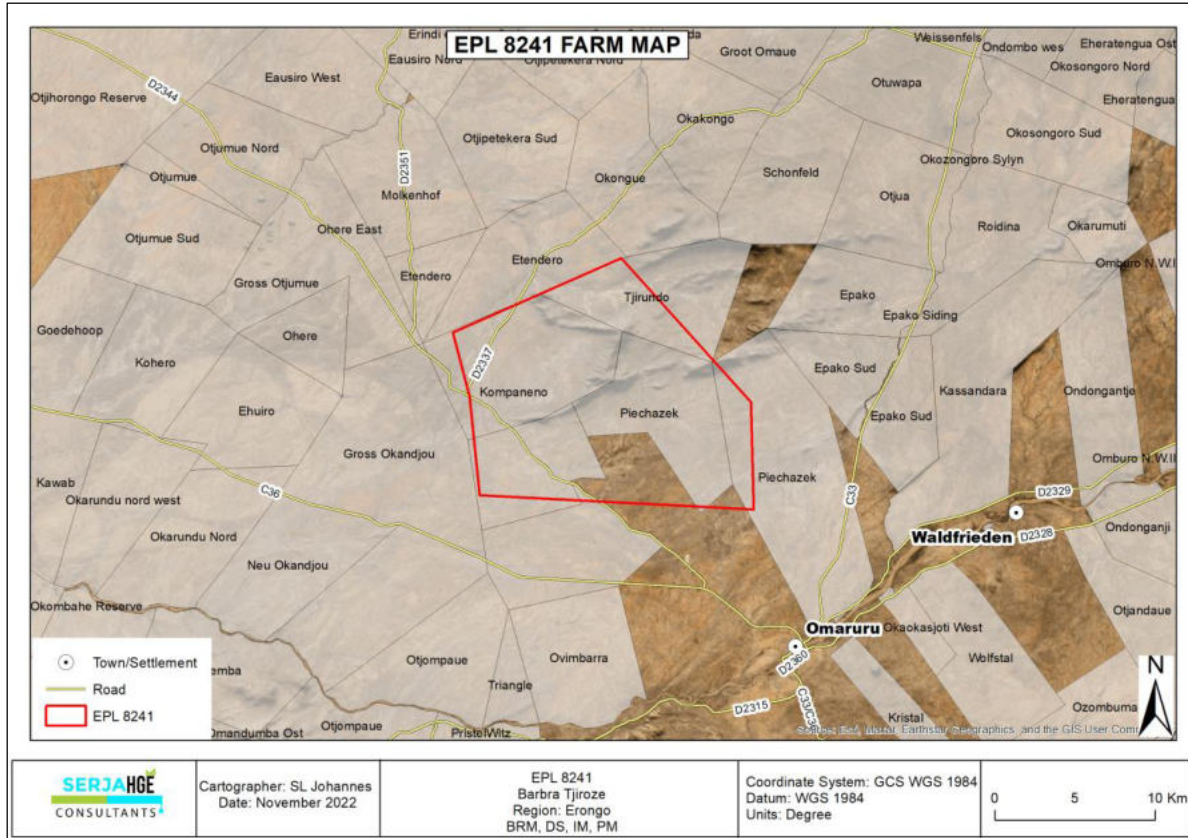 EPL 8241 FARM MAP
Weissenfels
Ondombo wes
Eheratengua Ost
Eausiro Nord
Otjipetekera Nord
Groot Omaue
Okosongoro Nord
Eausiro West
Otuwapa
Otjihorongo Reserve
D2344
Eheratengua
Okakongo
Otjipetekera Sud
Okosongoro Sud
Otjumue Nord
D2351
Okozongoro Sylyn
Otjumue
Okongue
Schonfeld
Molkenhof
Otjua
Ohere East
Roidina
Okarumuti
Otjumue Sud
Etendero
Omburo N.W.I
Etendero
Gross Otjumue
Tjirundo
Epako
Epako Siding
Goedehoop
Ohere
Kohero
D2337
Epako Sud
Kompaneno
Kassandara
Ondongantje
Ehuiro
Piechazek
Epako Sud
Gross Okandjou
Omburo N.W.II
Kawab
C36
Piechazek
Okarundu nord west
C33
D2329
Ondonganji
Okarundu Nord
Waldfrieden
D2328
Neu Okandjou
Okombahe Reserve
Otjandaue
Omaruru
Okaokasjoti West
Otjompaue
Ovimbarra
D2360
Wolfstal
Triangle
D2315
C33/C36
Ozombuma
Otjompaue
Kristal
Omandumba Ost
PristelWitz
Town/Settlement
Road
EPL 8241
N
SERJAHGE
CONSULTANTS
Cartographer: SL Johannes
Date: November 2022
EPL 8241
Barbra Tjiroze
Region: Erongo
BRM, DS, IM, PM
Coordinate System: GCS WGS 1984
Datum: WGS 1984
Units: Degree
0 5 10 Km